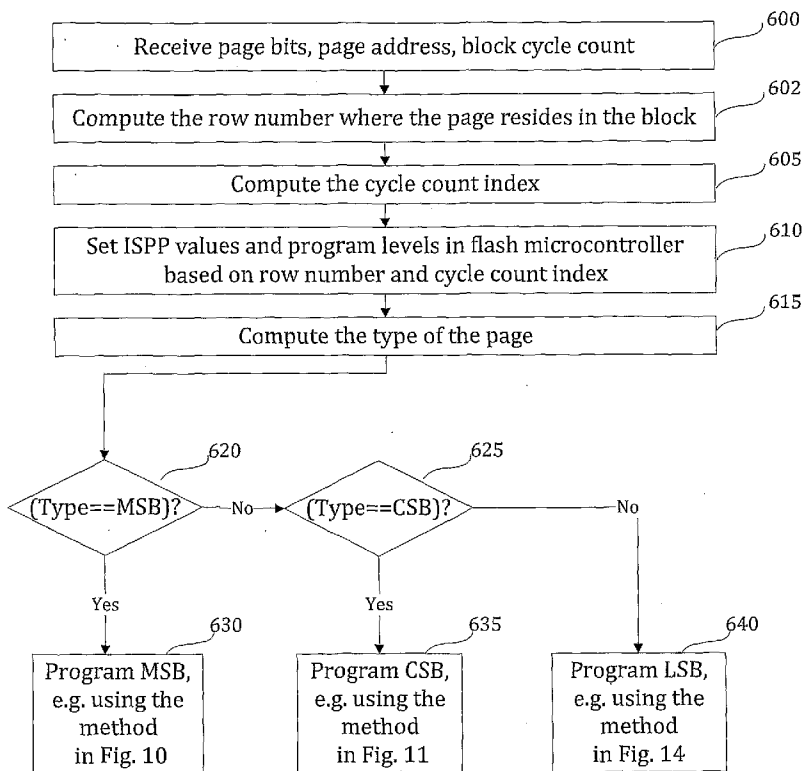 600
Receive page bits, page address, block cycle count
602
Compute the row number where the page resides in the block
605
Compute the cycle count index
610
Set ISPP values and program levels in flash microcontroller
based on row number and cycle count index
615
Compute the type of the page
620
(Type==MSB)?
No
625
(Type==CSB)?
No
Yes
Yes
630
Program MSB,
e.g. using the
method
in Fig. 10
635
Program CSB,
e.g. using the
method
in Fig. 11
640
Program LSB,
e.g. using the
method
in Fig. 14